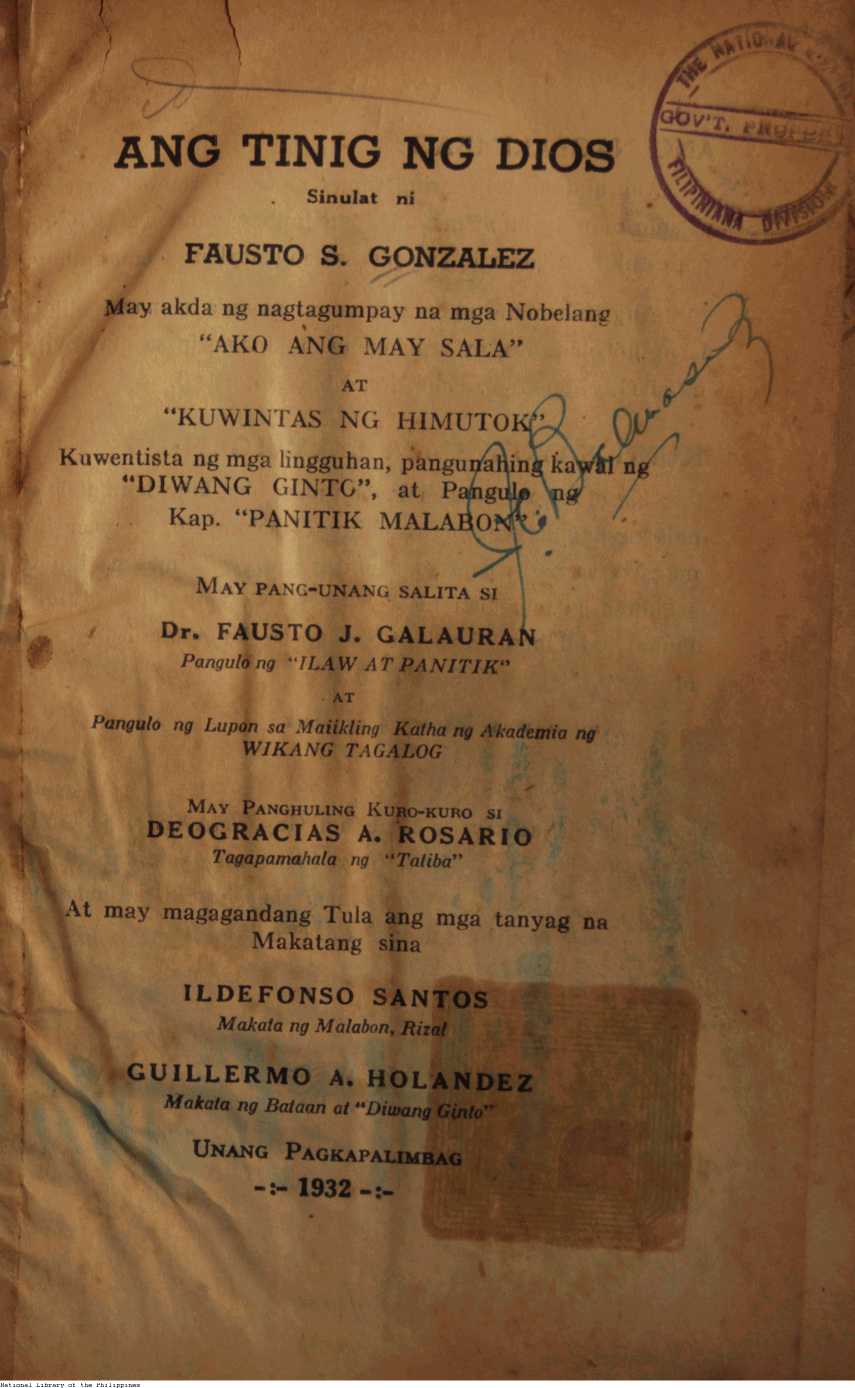 THE NATIONAL
GOV'T. PROPERTY
FILIPINIANA DIVISION
ANG TINIG NG DIOS
Sinulat ni
FAUSTO S. GONZALEZ
May akda ng nagtagumpay na mga Nobelang
“AKO ANG MAY SALA”
AT
“KUWINTAS NG HIMUTOK”
Kuwentista ng mga lingguhan, pangunahing kawal ng
“DIWANG GINTO”, at Pangulo ng
Kap. “PANITIK MALABON”
MAY PANG-UNANG SALITA SI
Dr. FAUSTO J. GALAURAN
Pangulo ng “ILAW AT PANITIK”
AT
Pangulo ng Lupon sa Maiikling Katha ng Akademia ng
WIKANG TAGALOG
MAY PANGHULING KURO-KURO SI
DEOGRACIAS A. ROSARIO
Tagapamahala ng “Taliba”
At may magagandang Tula ang mga tanyag na
Makatang sina
ILDEFONSO SANTOS
Makata ng Malabon, Rizal
GUILLERMO A. HOLANDEZ
Makata ng Bataan at “Diwang Ginto”
UNANG PAGKAPALIMBAG
-:- 1932 -:-
National Library of the Philippines